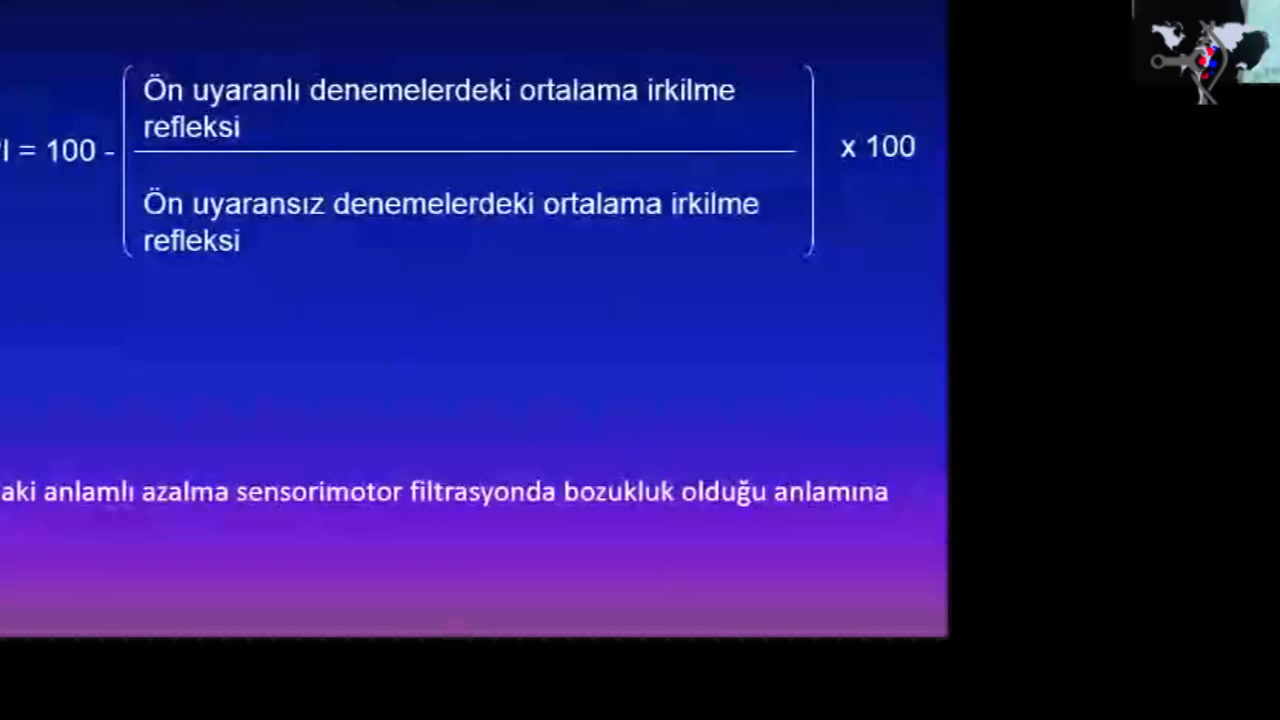 Ön uyaranlı denemelerdeki ortalama irkilme
refleksi
I = 100 - x 100
Ön uyaransız denemelerdeki ortalama irkilme
refleksi
aki anlamlı azalma sensorimotor filtrasyonda bozukluk olduğu anlamına